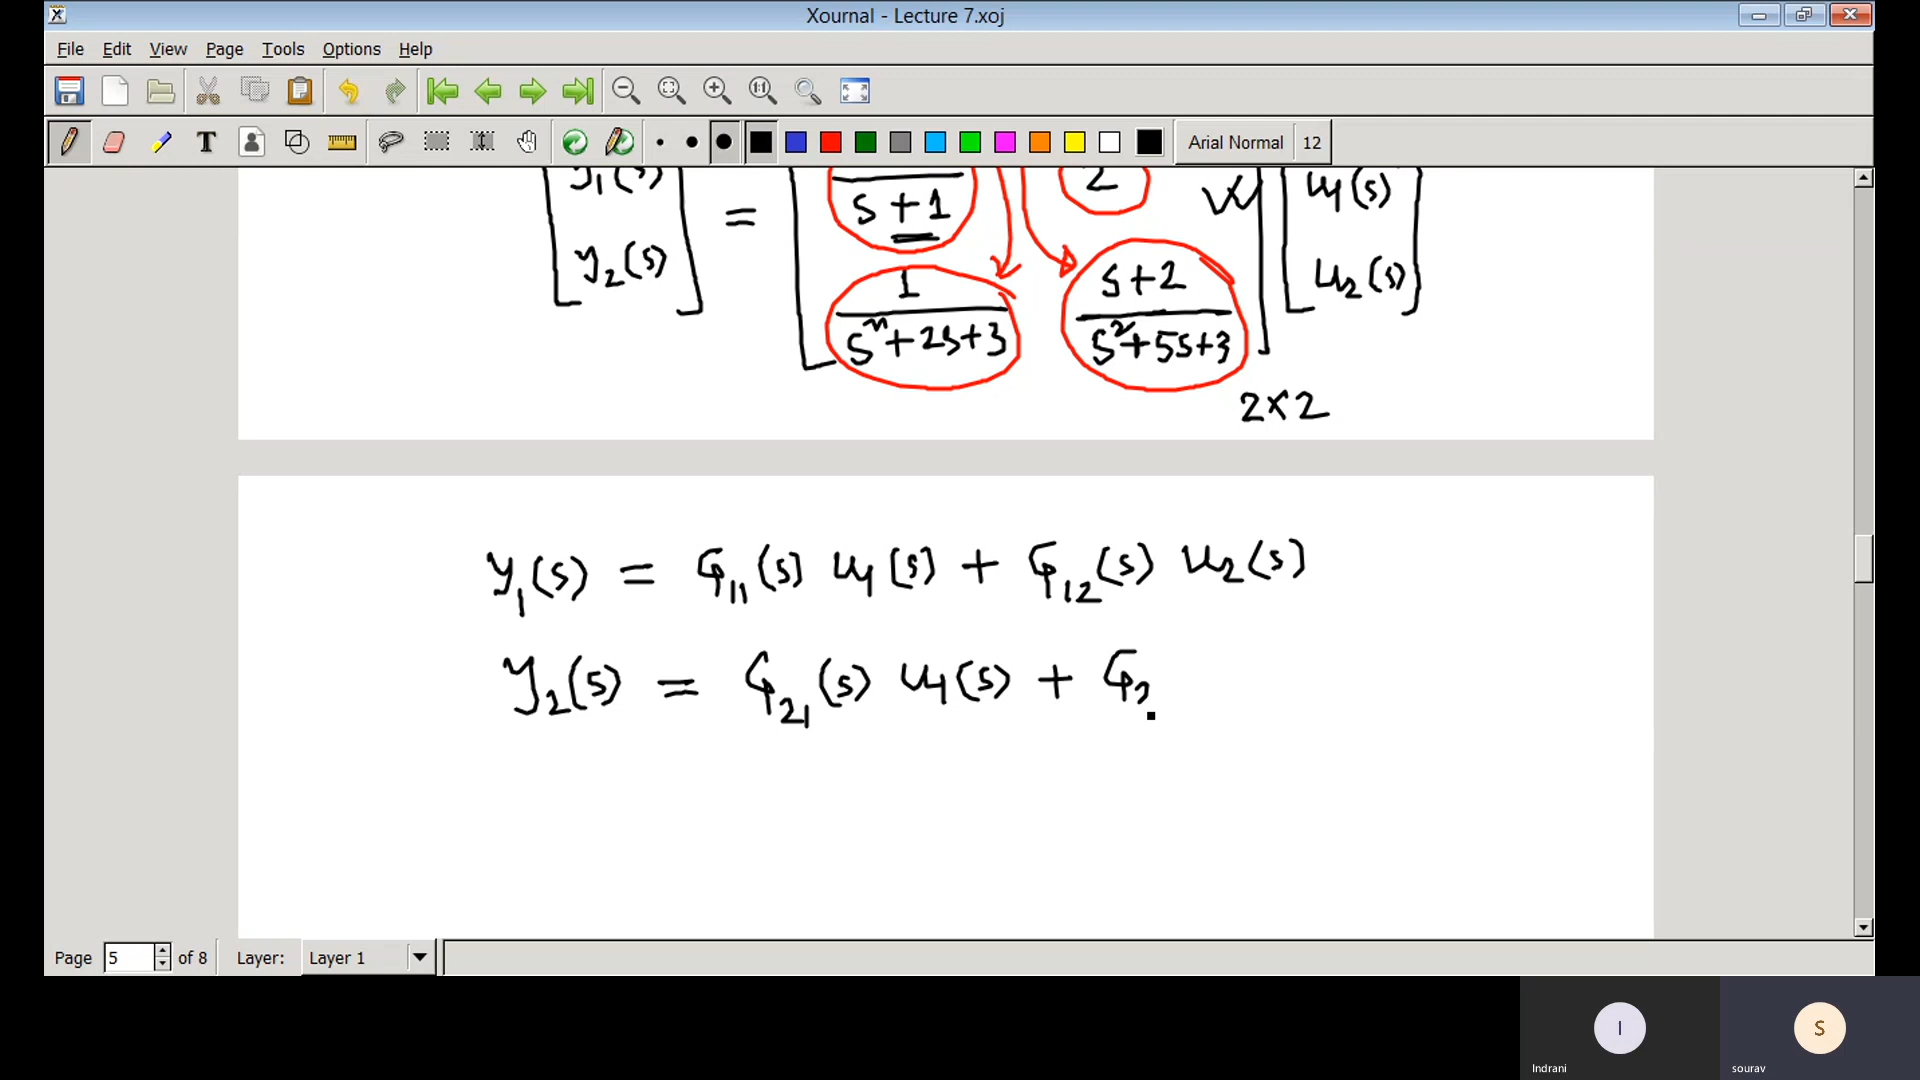 Xournal - Lecture 7.xoj
File Edit View Page Tools Options Help
Arial Normal 12
y₁(s) = s+1 2 u₁(s)
y₂(s) 1/(s²+2s+3) (s+2)/(s²+5s+3) u₂(s)
2×2
y₁(s) = G₁₁(s) u₁(s) + G₁₂(s) u₂(s)
y₂(s) = G₂₁(s) u₁(s) + G₂
Page 5 of 8 Layer: Layer 1
I S
Indrani sourav